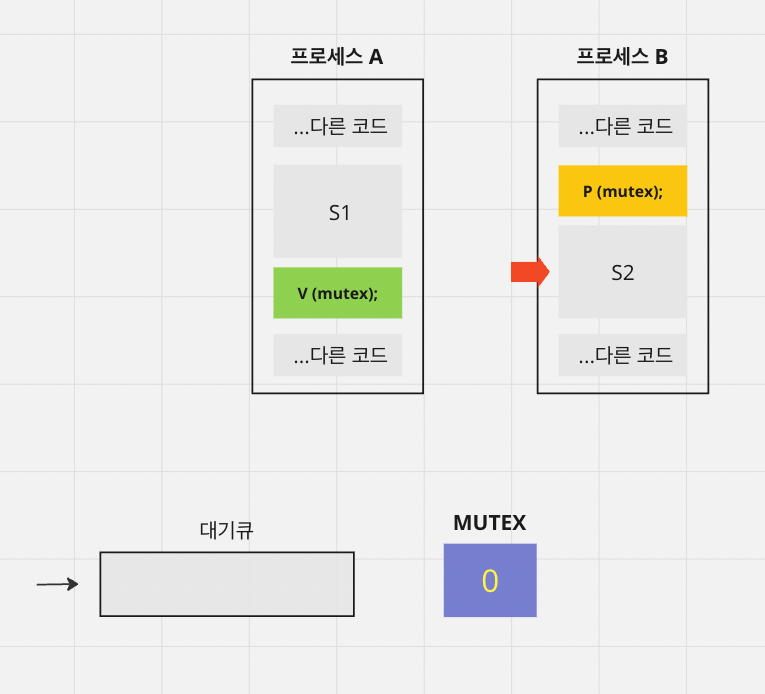 프로세스 A
...다른 코드
S1
V (mutex);
...다른 코드
프로세스 B
...다른 코드
P (mutex);
S2
...다른 코드
대기큐
MUTEX
0